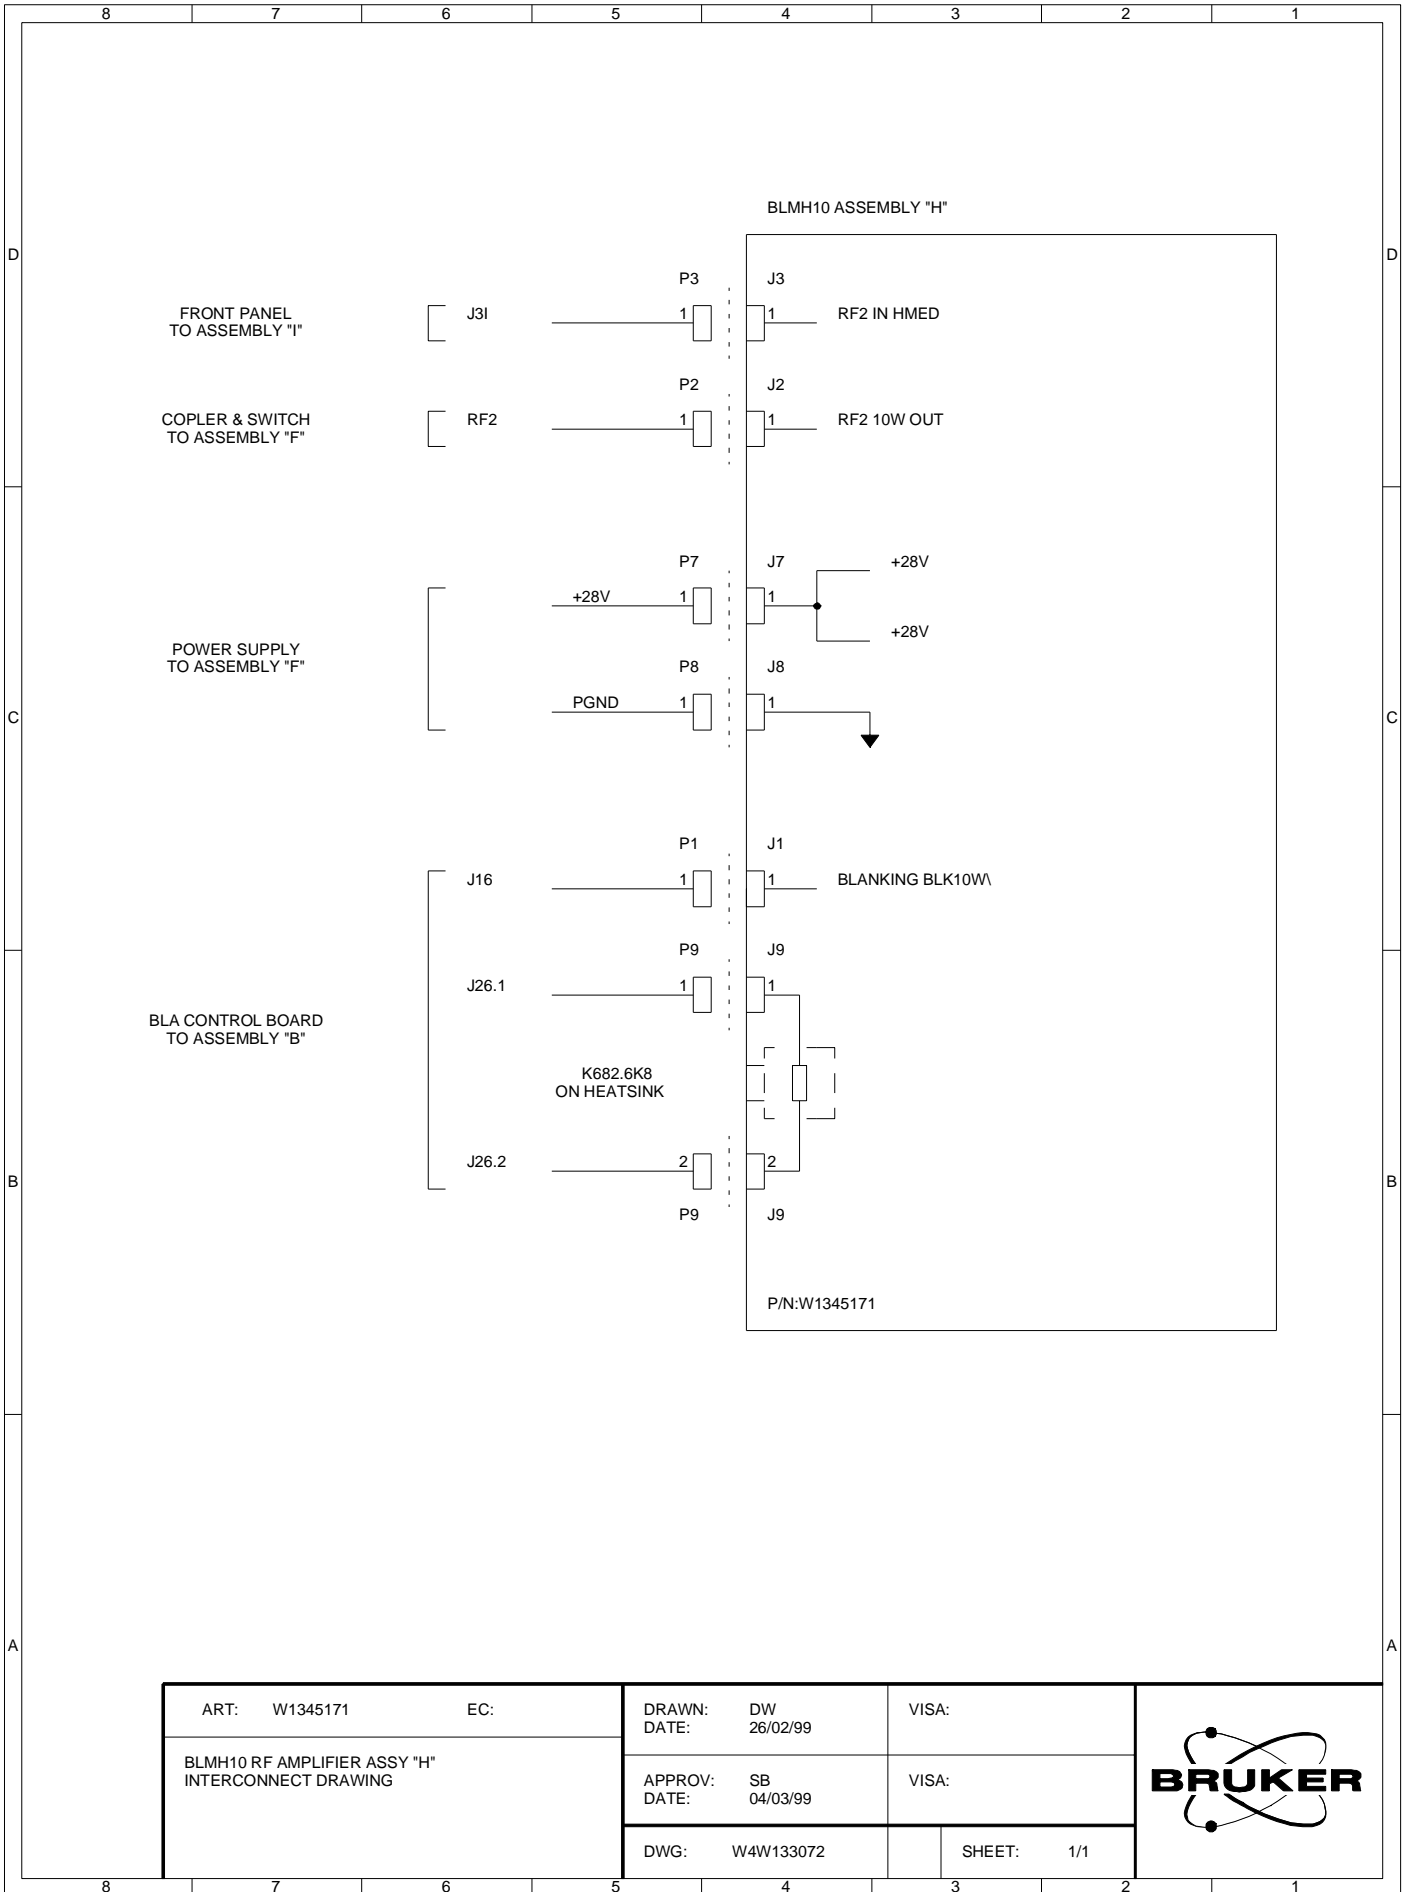 8 7 6 5 4 3 2 1
BLMH10 ASSEMBLY "H"
D D
P3 J3
FRONT PANEL
TO ASSEMBLY "I"
J3I 1 1 RF2 IN HMED
P2 J2
COPLER & SWITCH
TO ASSEMBLY "F"
RF2 1 1 RF2 10W OUT
P7 J7
+28V
+28V 1 1
+28V
POWER SUPPLY
TO ASSEMBLY "F"
P8 J8
PGND 1 1
C C
P1 J1
J16 1 1 BLANKING BLK10W\
P9 J9
J26.1 1 1
BLA CONTROL BOARD
TO ASSEMBLY "B"
K682.6K8
ON HEATSINK
J26.2 2 2
B B
P9 J9
P/N:W1345171
A A
ART: W1345171 EC:
BLMH10 RF AMPLIFIER ASSY "H"
INTERCONNECT DRAWING
DRAWN: DW
DATE: 26/02/99
VISA:
APPROV: SB
DATE: 04/03/99
VISA:
DWG: W4W133072
SHEET: 1/1
BRUKER
8 7 6 5 4 3 2 1